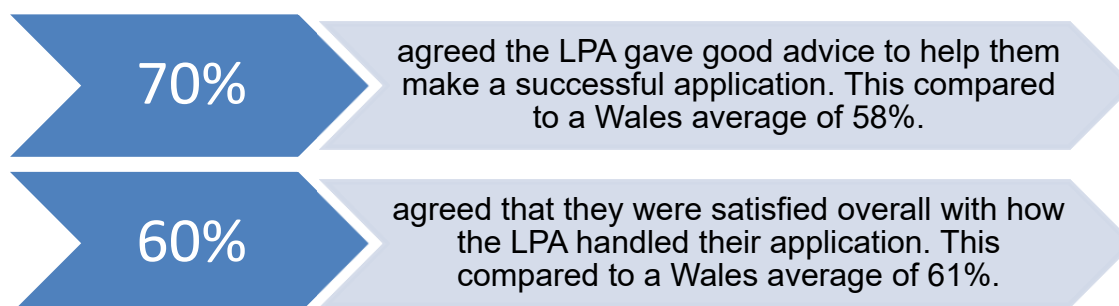 70%
agreed the LPA gave good advice to help them
make a successful application. This compared
to a Wales average of 58%.
60%
agreed that they were satisfied overall with how
the LPA handled their application. This
compared to a Wales average of 61%.